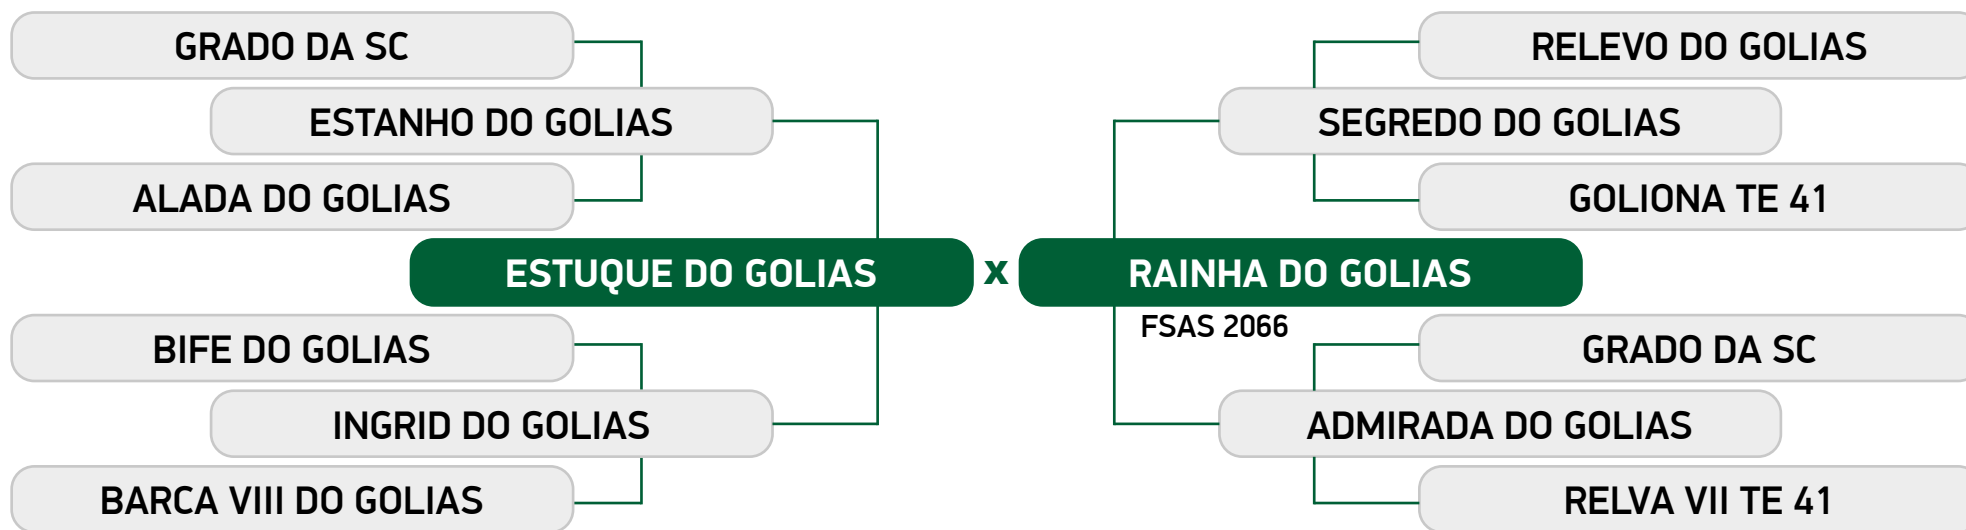 GRADO DA SC
RELEVO DO GOLIAS
ESTANHO DO GOLIAS
SEGREDO DO GOLIAS
ALADA DO GOLIAS
GOLIONA TE 41
ESTUQUE DO GOLIAS
x
RAINHA DO GOLIAS
FSAS 2066
BIFE DO GOLIAS
GRADO DA SC
INGRID DO GOLIAS
ADMIRADA DO GOLIAS
BARCA VIII DO GOLIAS
RELVA VII TE 41